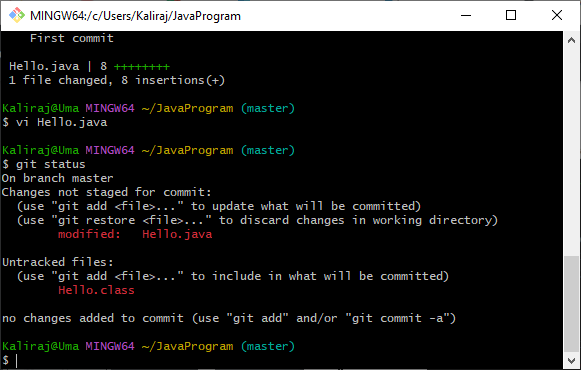 MINGW64:/c/Users/Kaliraj/JavaProgram
First commit
Hello.java | 8 ++++++++
1 file changed, 8 insertions(+)
Kaliraj@Uma MINGW64 ~/JavaProgram (master)
$ vi Hello.java
Kaliraj@Uma MINGW64 ~/JavaProgram (master)
$ git status
On branch master
Changes not staged for commit:
(use "git add <file>..." to update what will be committed)
(use "git restore <file>..." to discard changes in working directory)
modified: Hello.java
Untracked files:
(use "git add <file>..." to include in what will be committed)
Hello.class
no changes added to commit (use "git add" and/or "git commit -a")
Kaliraj@Uma MINGW64 ~/JavaProgram (master)
$